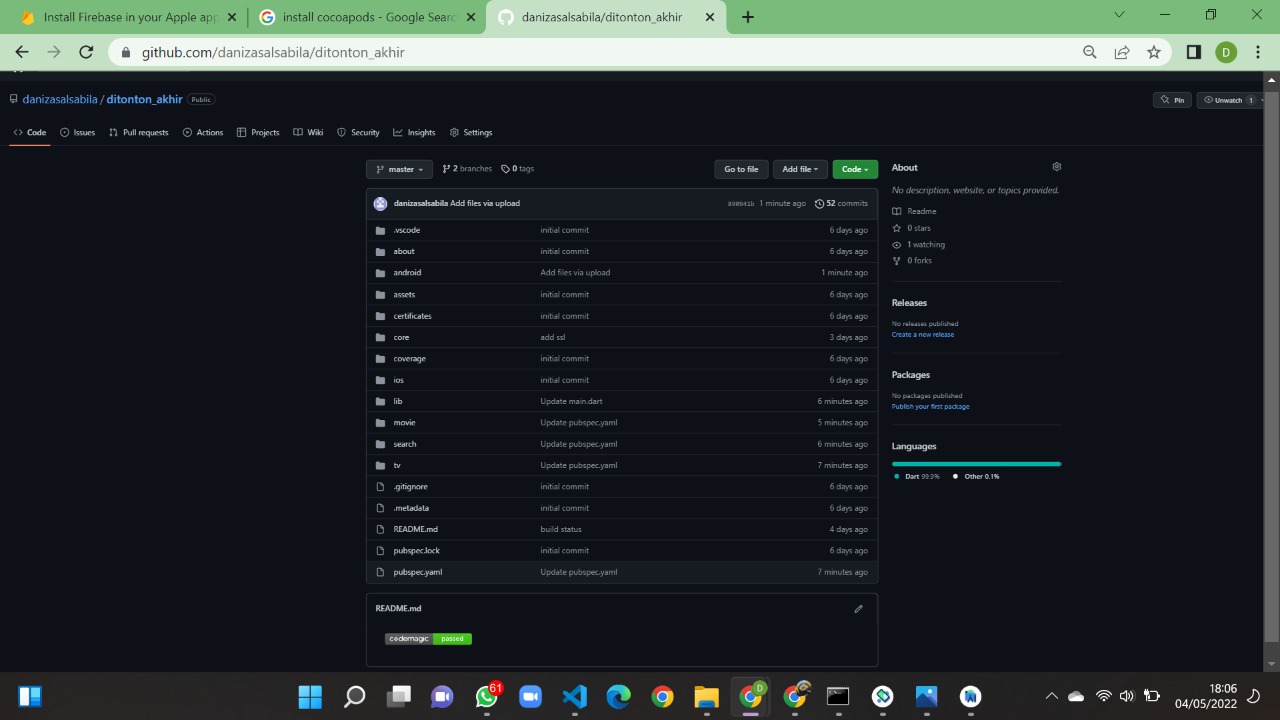 Install Firebase in your Apple app
install cocoapods - Google Searc
danizasalsabila/ditonton_akhir
github.com/danizasalsabila/ditonton_akhir
D
danizasalsabila / ditonton_akhir Public
Pin
Unwatch 1
Code
Issues
Pull requests
Actions
Projects
Wiki
Security
Insights
Settings
master
2 branches
0 tags
Go to file
Add file
Code
danizasalsabila Add files via upload
890941b 1 minute ago 52 commits
.vscode initial commit 6 days ago
about initial commit 6 days ago
android Add files via upload 1 minute ago
assets initial commit 6 days ago
certificates initial commit 6 days ago
core add ssl 3 days ago
coverage initial commit 6 days ago
ios initial commit 6 days ago
lib Update main.dart 6 minutes ago
movie Update pubspec.yaml 5 minutes ago
search Update pubspec.yaml 6 minutes ago
tv Update pubspec.yaml 7 minutes ago
.gitignore initial commit 6 days ago
.metadata initial commit 6 days ago
README.md build status 4 days ago
pubspec.lock initial commit 6 days ago
pubspec.yaml Update pubspec.yaml 7 minutes ago
README.md
codemagic passed
About
No description, website, or topics provided.
Readme
0 stars
1 watching
0 forks
Releases
No releases published
Create a new release
Packages
No packages published
Publish your first package
Languages
Dart 99.9% Other 0.1%
61
D
18:06
04/05/2022